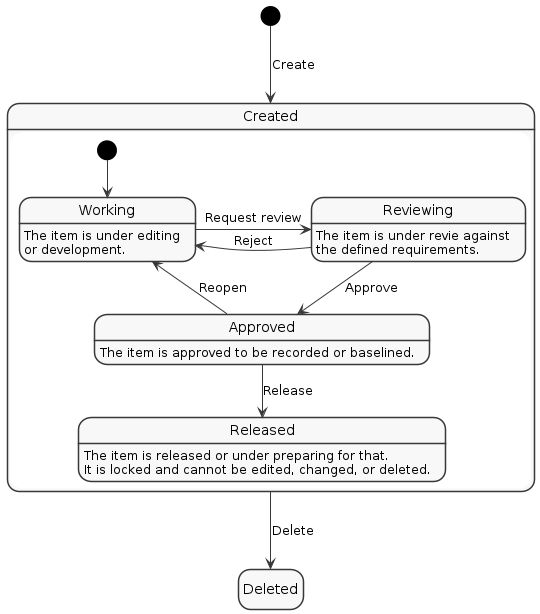 Create
Created
Working
The item is under editing
or development.
Request review
Reject
Reviewing
The item is under revie against
the defined requirements.
Reopen
Approve
Approved
The item is approved to be recorded or baselined.
Release
Released
The item is released or under preparing for that.
It is locked and cannot be edited, changed, or deleted.
Delete
Deleted